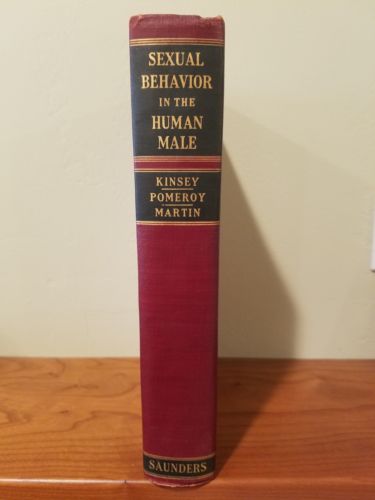 SEXUAL
BEHAVIOR
IN THE
HUMAN
MALE
KINSEY
POMEROY
MARTIN
SAUNDERS